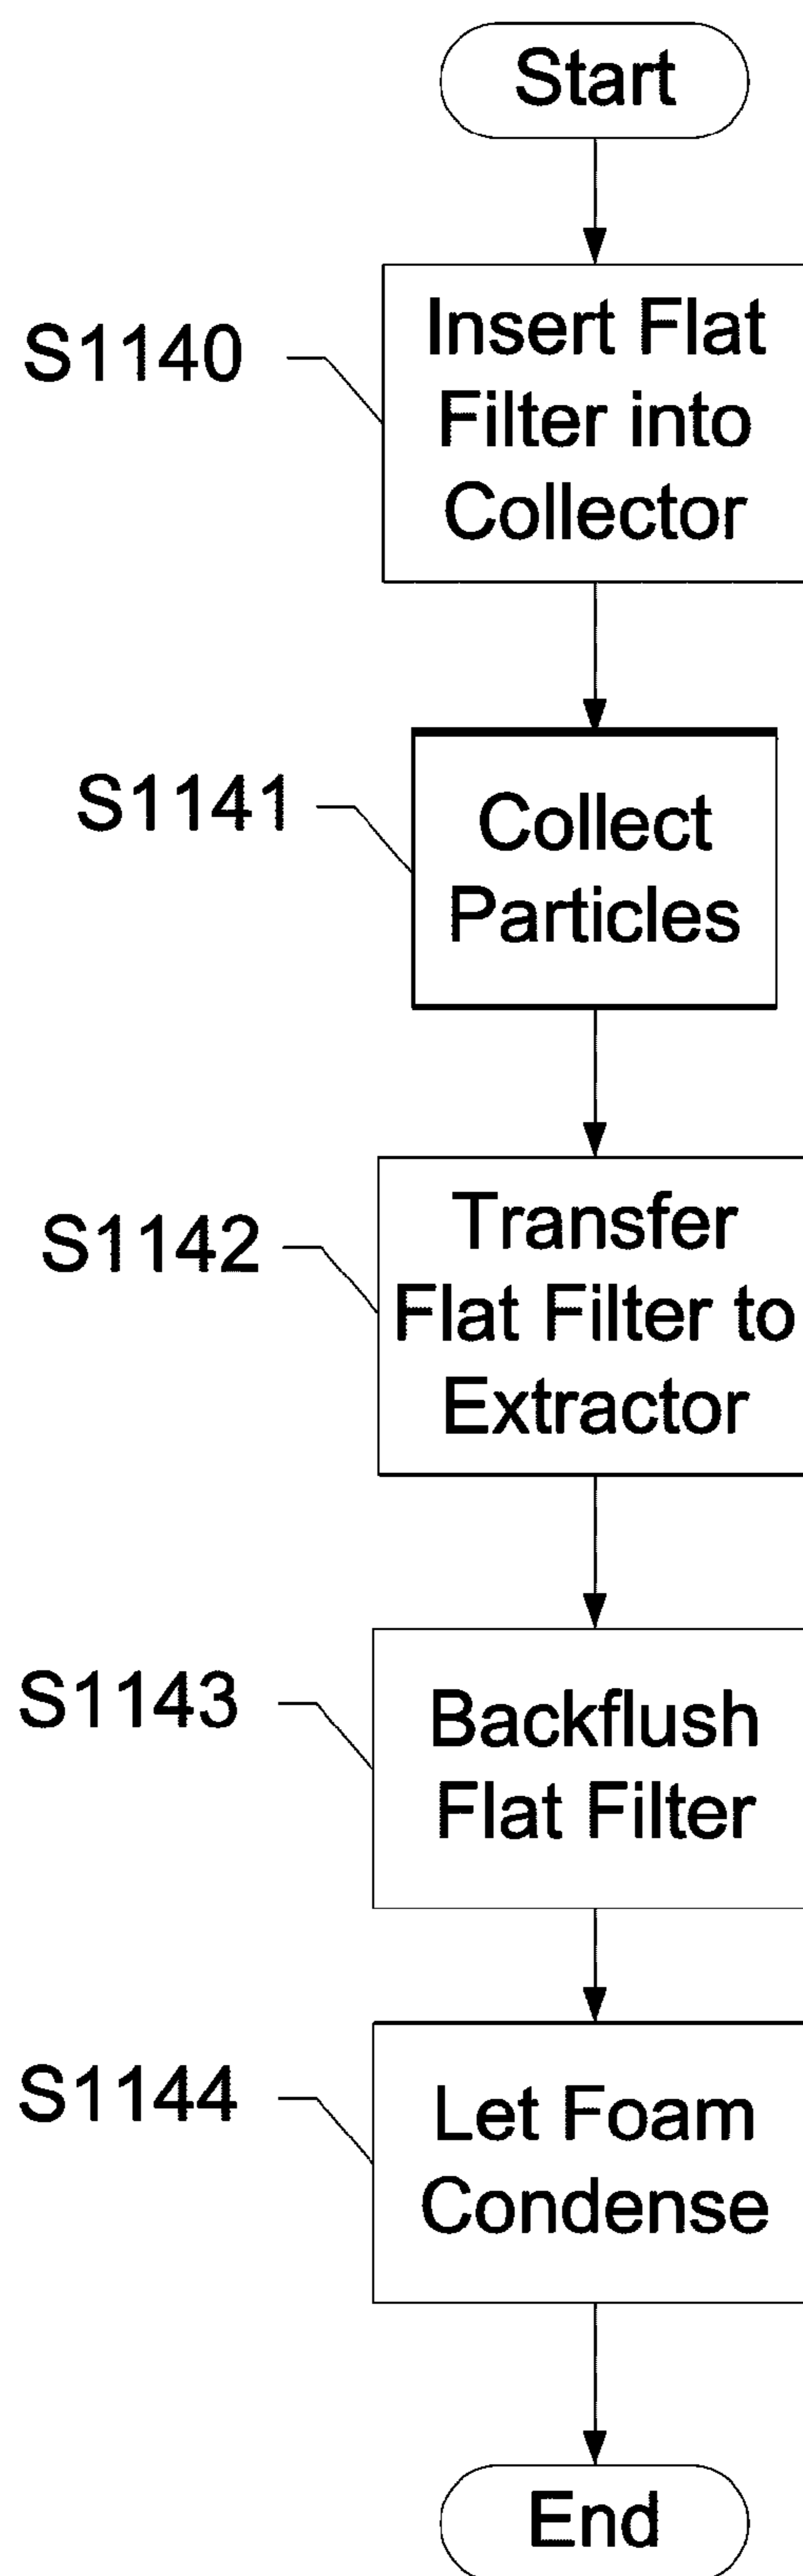 Start
S1140
Insert Flat
Filter into
Collector
S1141
Collect
Particles
S1142
Transfer
Flat Filter to
Extractor
S1143
Backflush
Flat Filter
S1144
Let Foam
Condense
End